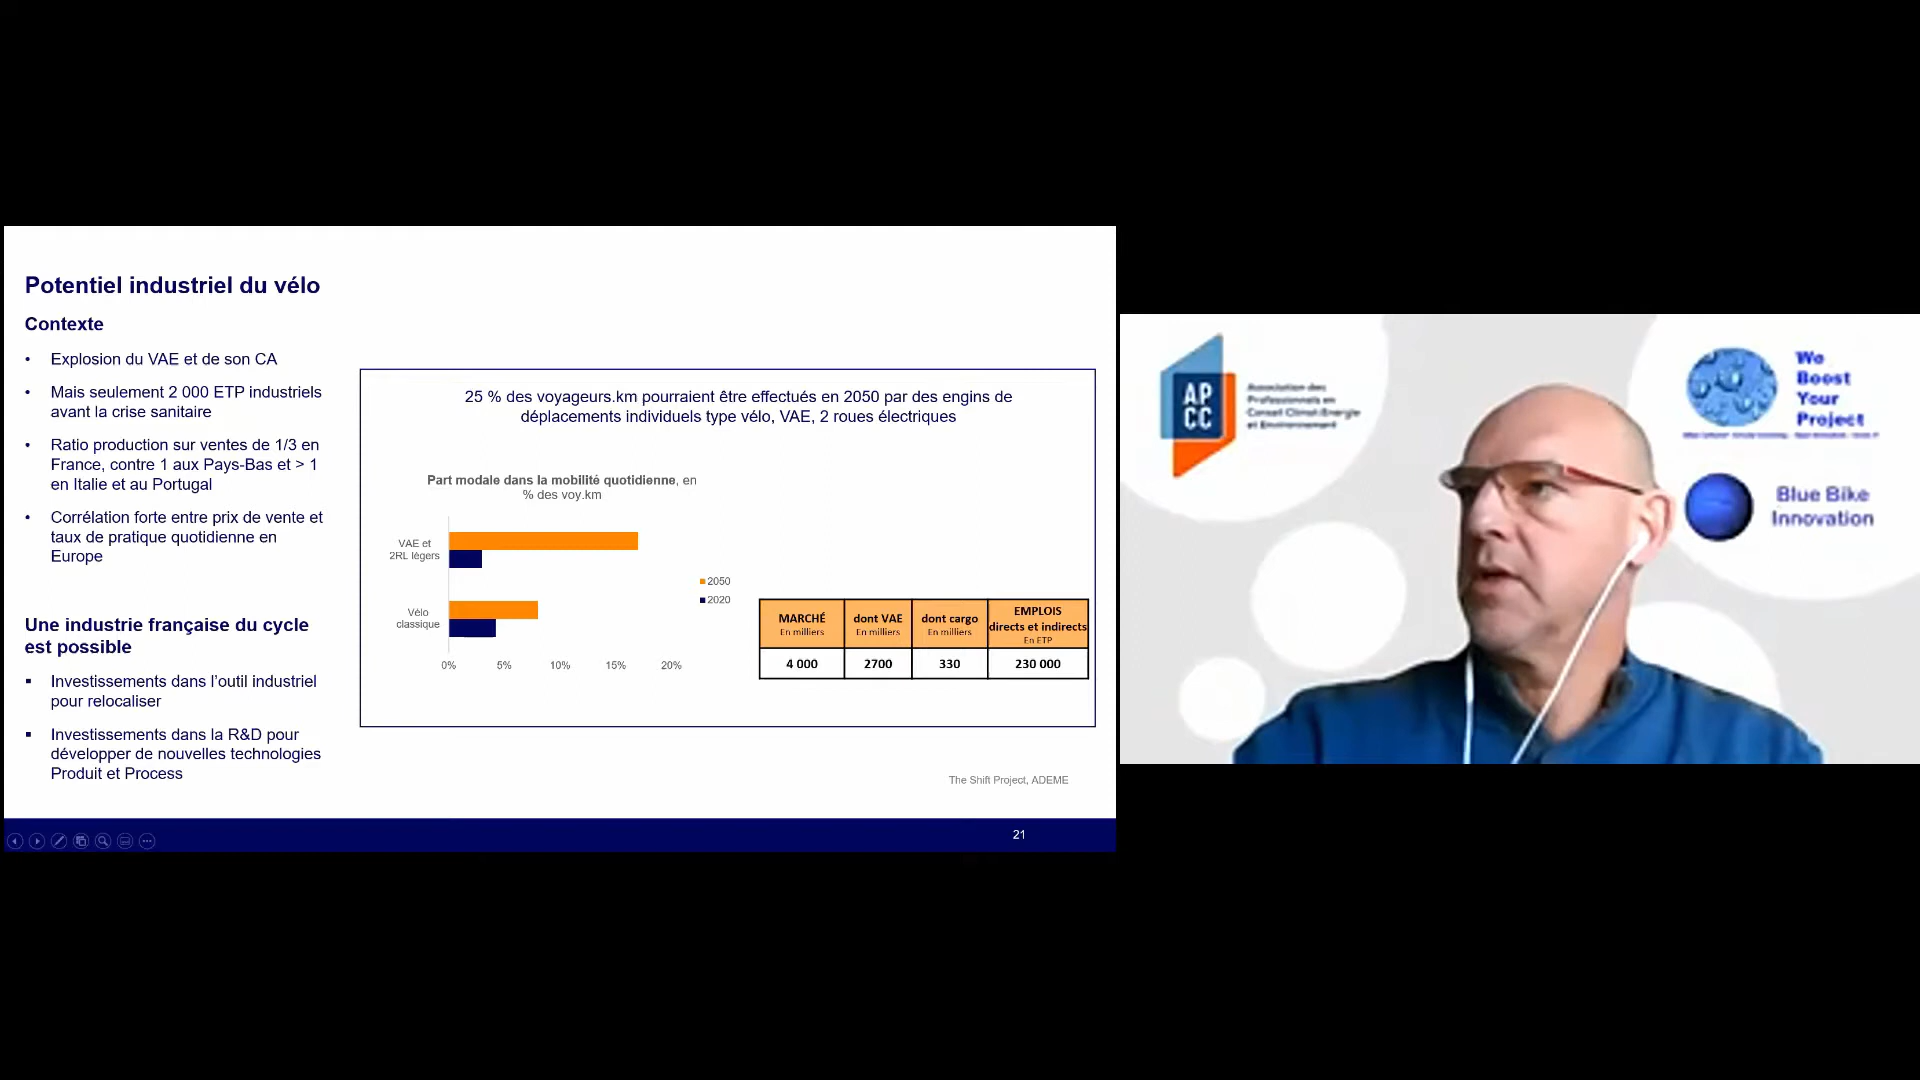 Potentiel industriel du vélo
Contexte
• Explosion du VAE et de son CA
• Mais seulement 2 000 ETP industriels
avant la crise sanitaire
• Ratio production sur ventes de 1/3 en
France, contre 1 aux Pays-Bas et > 1
en Italie et au Portugal
• Corrélation forte entre prix de vente et
taux de pratique quotidienne en
Europe
Une industrie française du cycle
est possible
▪ Investissements dans l’outil industriel
pour relocaliser
▪ Investissements dans la R&D pour
développer de nouvelles technologies
Produit et Process
25 % des voyageurs.km pourraient être effectués en 2050 par des engins de
déplacements individuels type vélo, VAE, 2 roues électriques
Part modale dans la mobilité quotidienne, en
% des voy.km
VAE et
2RL légers
Vélo
classique
0% 5% 10% 15% 20%
2050
2020
MARCHÉ
En milliers
dont VAE
En milliers
dont cargo
En milliers
EMPLOIS
directs et indirects
En ETP
4 000 2700 330 230 000
The Shift Project, ADEME
21
AP
CC
Association des
Professionnels en
Conseil Climat Energie
et Environnement
We
Boost
Your
Project
Blue Bike
Innovation